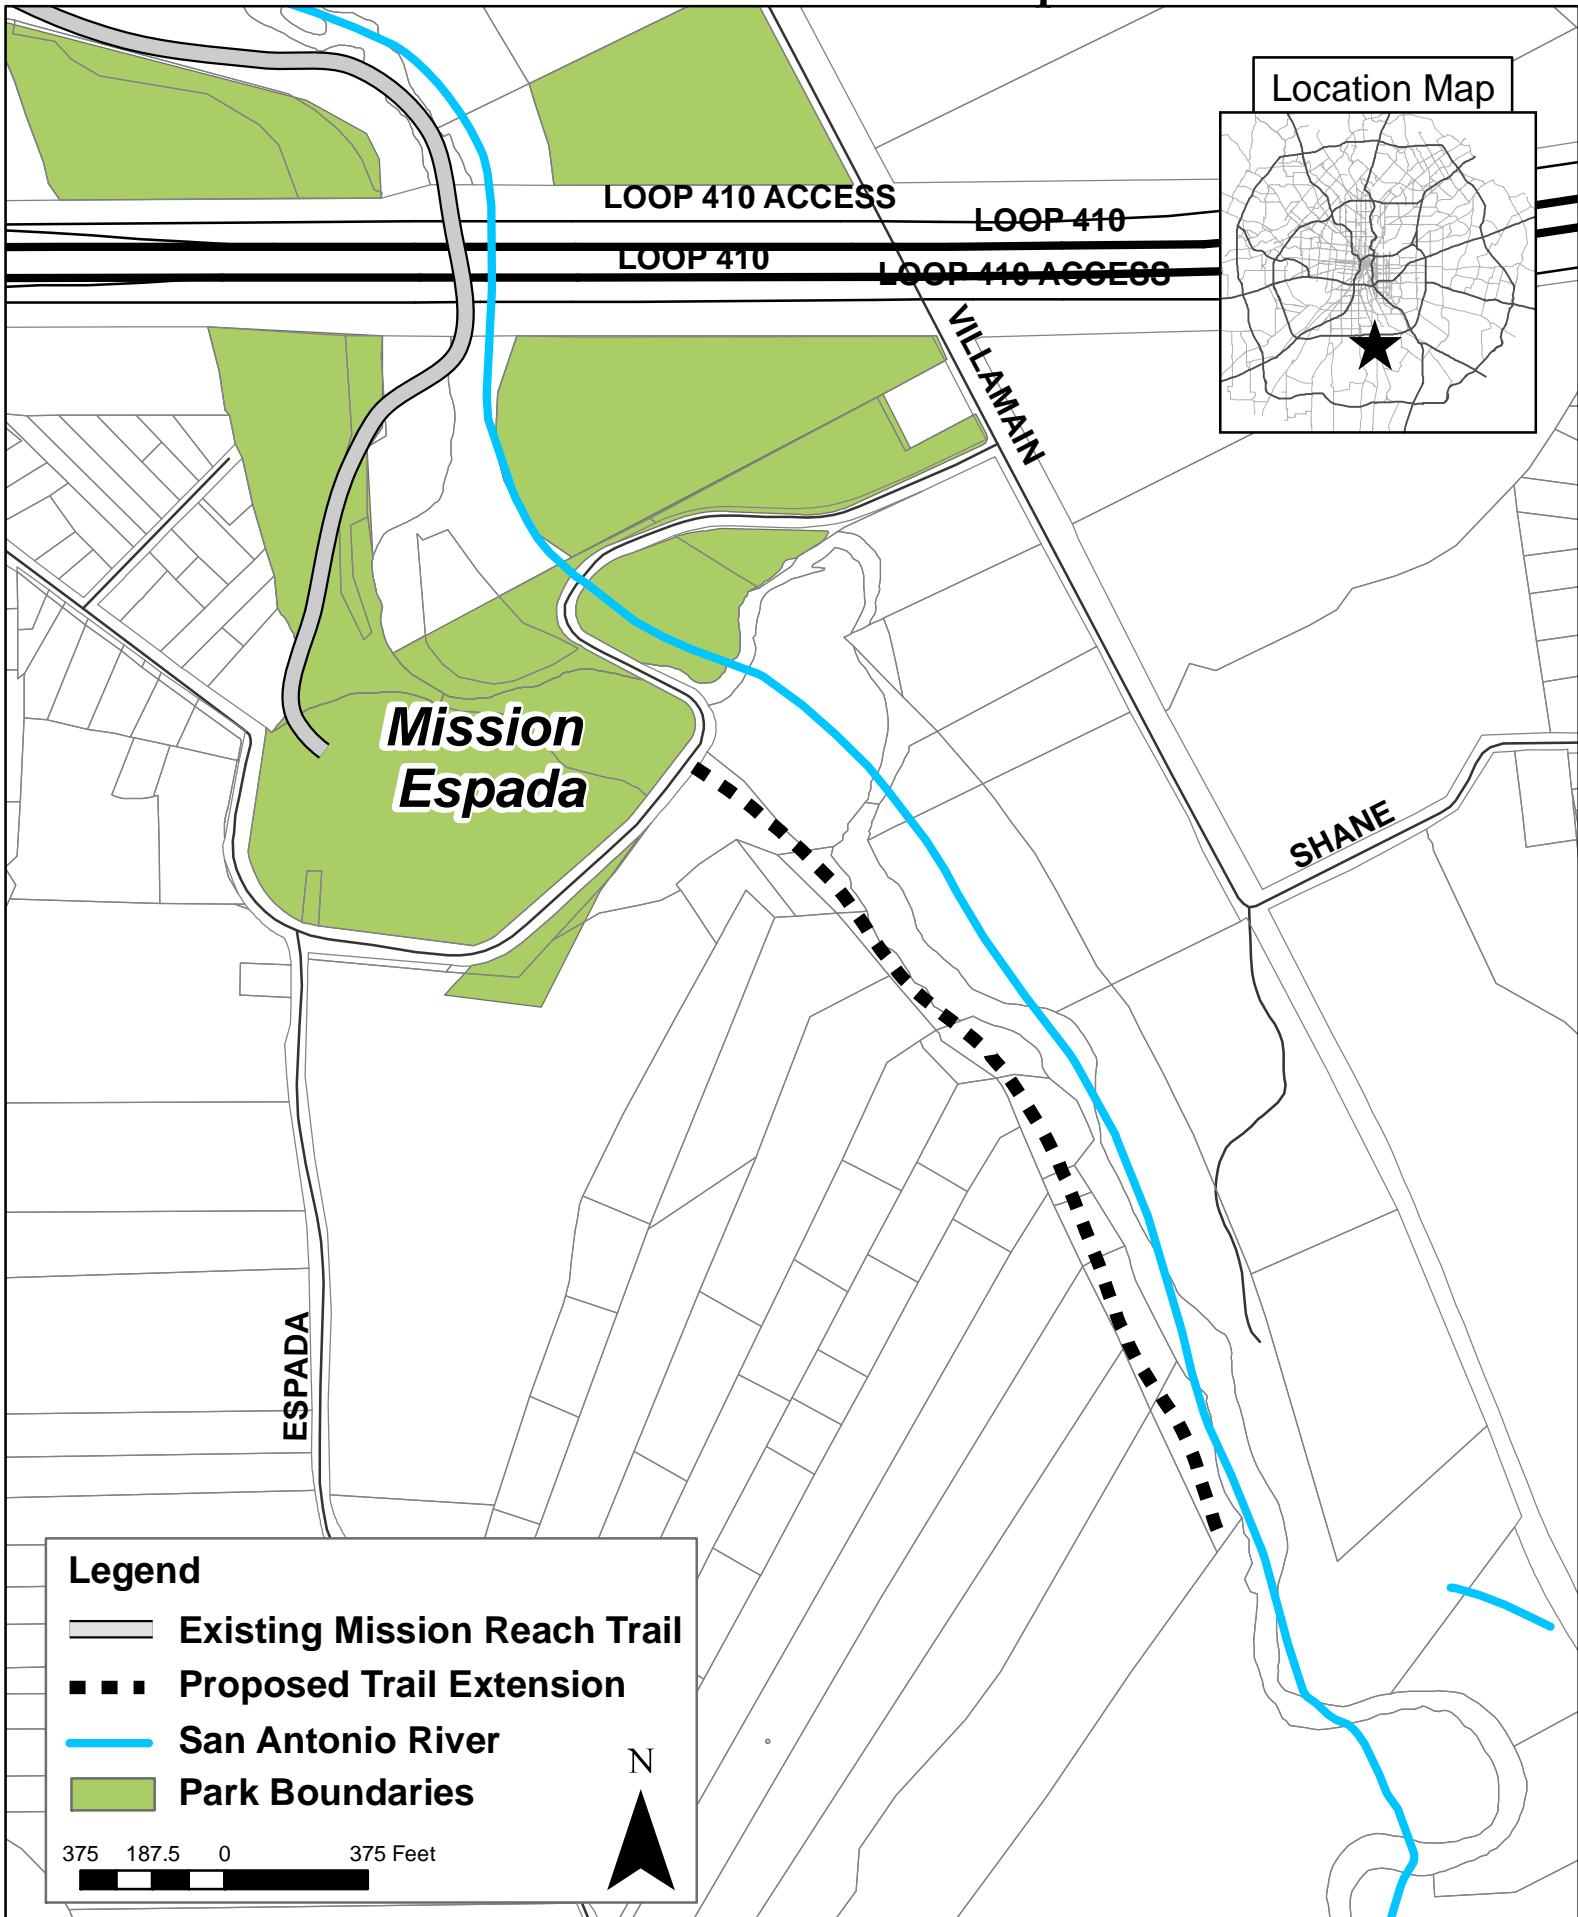 Location Map
LOOP 410 ACCESS
LOOP 410
LOOP 410
LOOP 410 ACCESS
VILLAMAIN
Mission
Espada
SHANE
ESPADA
Legend
Existing Mission Reach Trail
Proposed Trail Extension
San Antonio River
Park Boundaries
N
375 187.5 0 375 Feet